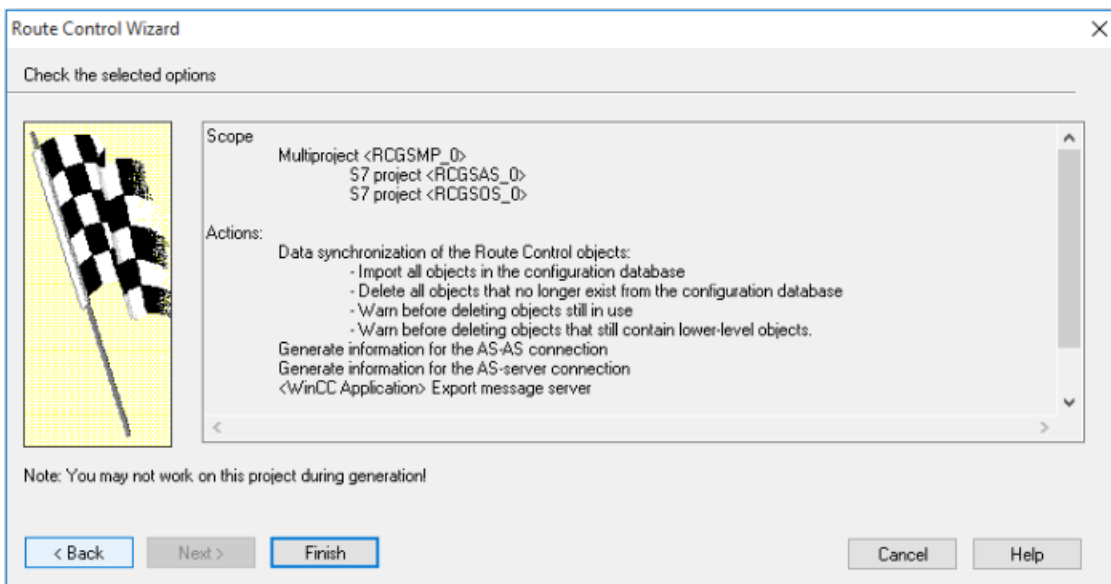 Route Control Wizard
Check the selected options
Scope
Multiproject <RCGSMP_0>
S7 project <RCGSAS_0>
S7 project <RCGSOS_0>
Actions:
Data synchronization of the Route Control objects:
- Import all objects in the configuration database
- Delete all objects that no longer exist from the configuration database
- Warn before deleting objects still in use
- Warn before deleting objects that still contain lower-level objects.
Generate information for the AS-AS connection
Generate information for the AS-server connection
<WinCC Application> Export message server
Note: You may not work on this project during generation!
< Back Next > Finish Cancel Help